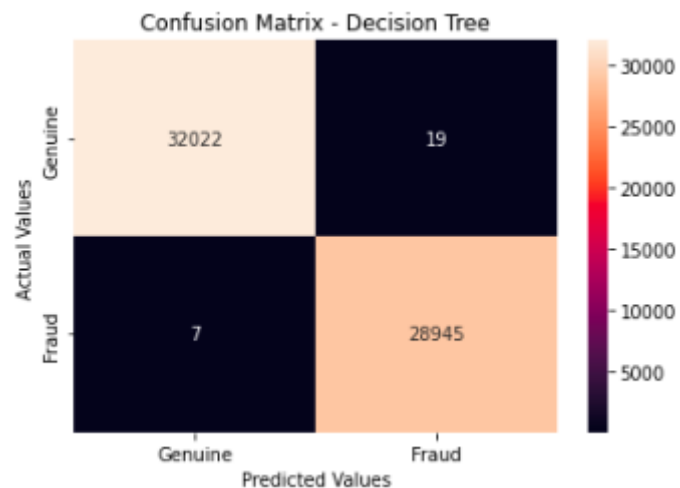 Confusion Matrix - Decision Tree
Genuine
32022
19
Fraud
7
28945
Actual Values
Genuine
Fraud
Predicted Values
30000
25000
20000
15000
10000
5000